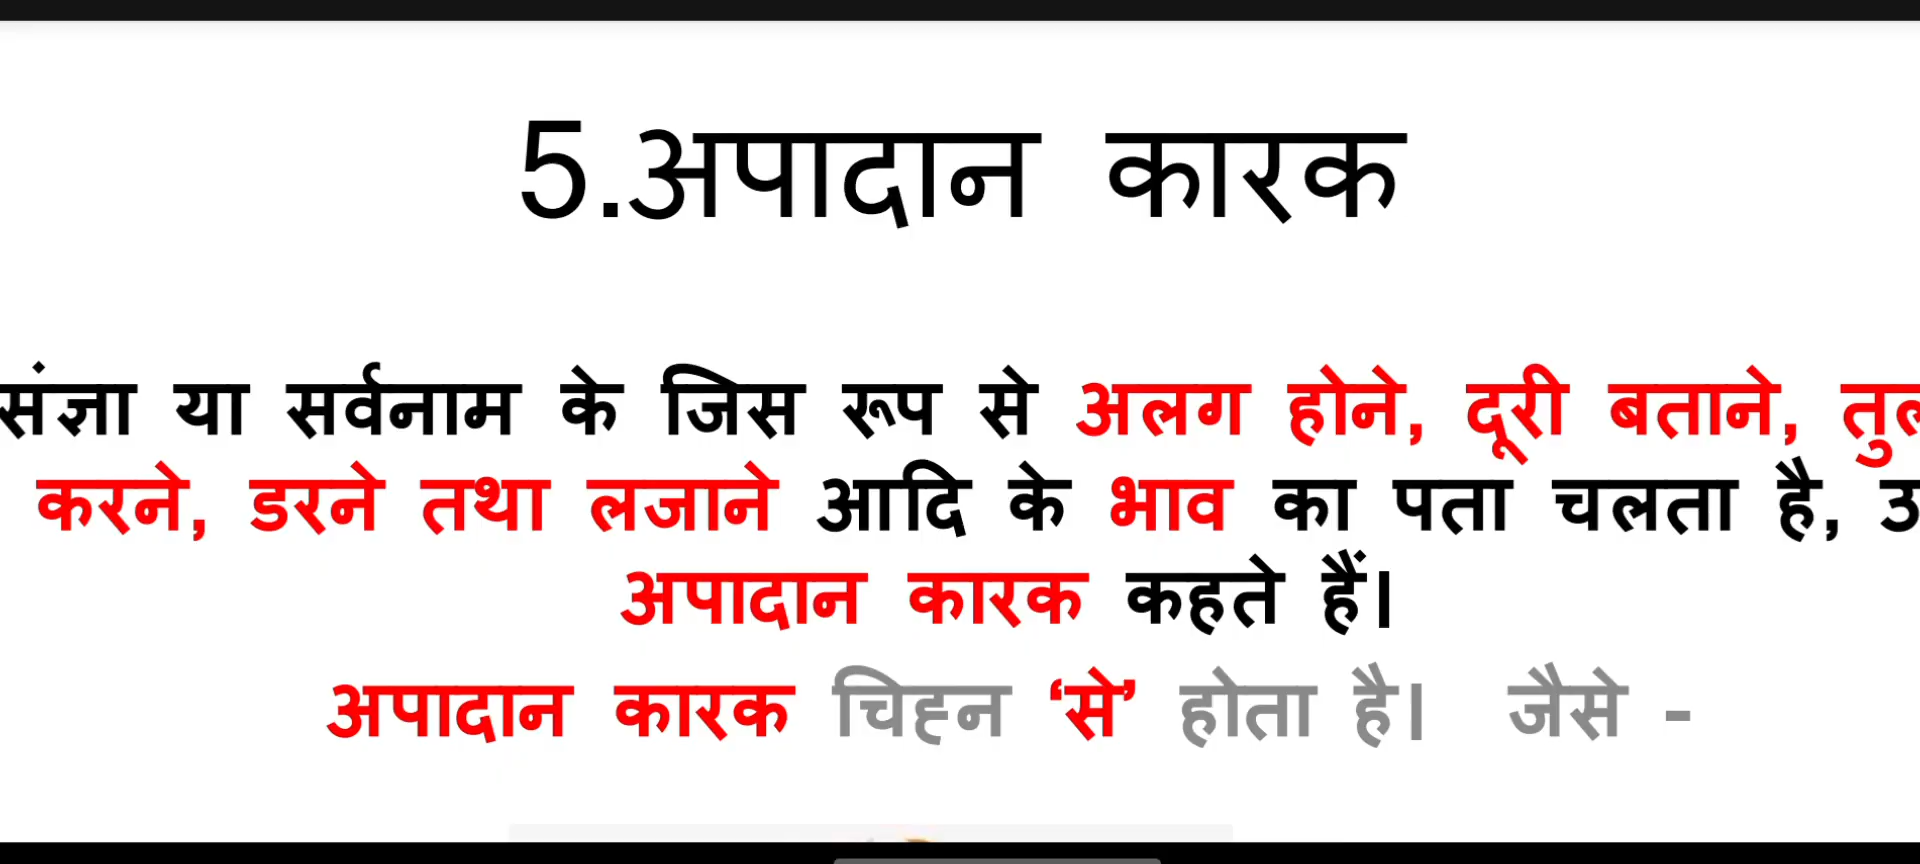 5.अपादान कारक
संज्ञा या सर्वनाम के जिस रूप से अलग होने, दूरी बताने,
करने, डरने तथा लजाने आदि के भाव का पता चलता है,
अपादान कारक कहते हैं।
अपादान कारक चिह्न ‘से’ होता है। जैसे -